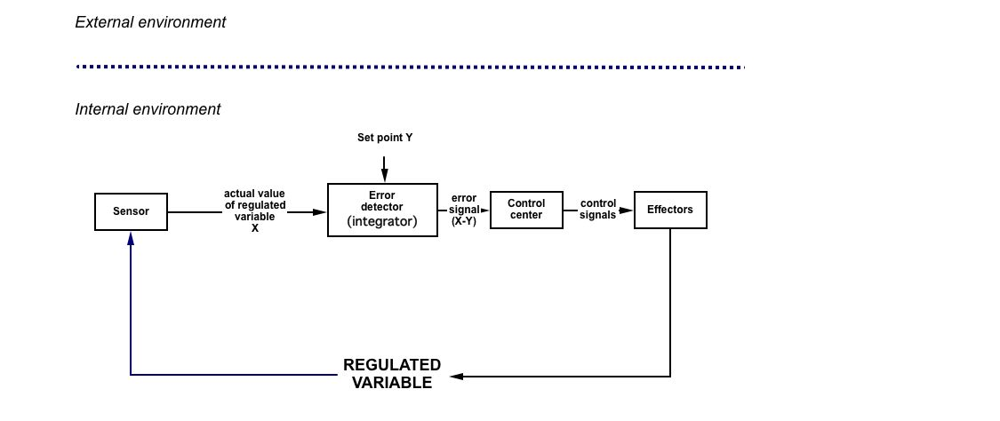 External environment
Internal environment
Set point Y
Sensor
actual value
of regulated
variable
X
Error
detector
(integrator)
error
signal
(X-Y)
Control
center
control
signals
Effectors
REGULATED
VARIABLE